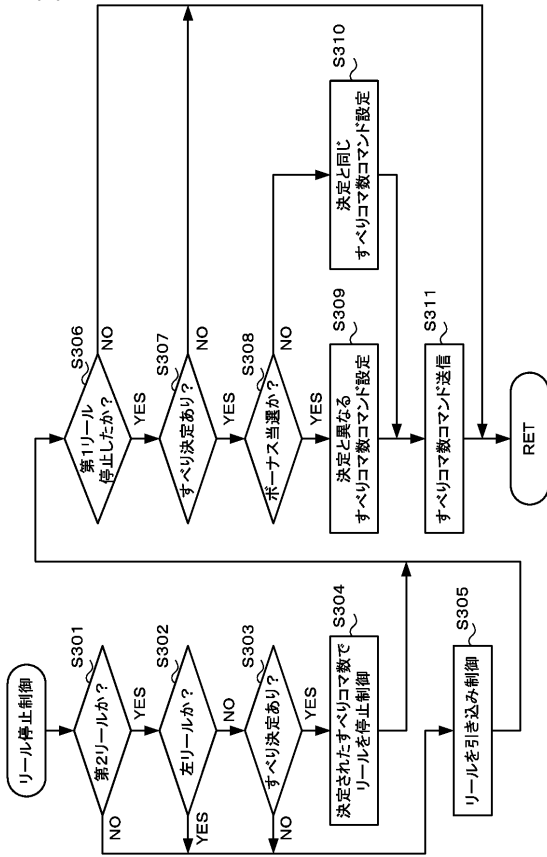 リール停止制御
S301
第2リールか?
NO
YES
S302
左リールか?
YES
NO
S303
すべり決定あり?
NO
YES
S304
決定されたすべりコマ数で
リールを停止制御
S305
リールを引き込み制御
S306
第1リール
停止したか?
NO
YES
S307
すべり決定あり?
NO
YES
S308
ボーナス当選か?
NO
YES
S309
決定と異なる
すべりコマ数コマンド設定
S310
決定と同じ
すべりコマ数コマンド設定
S311
すべりコマ数コマンド送信
RET